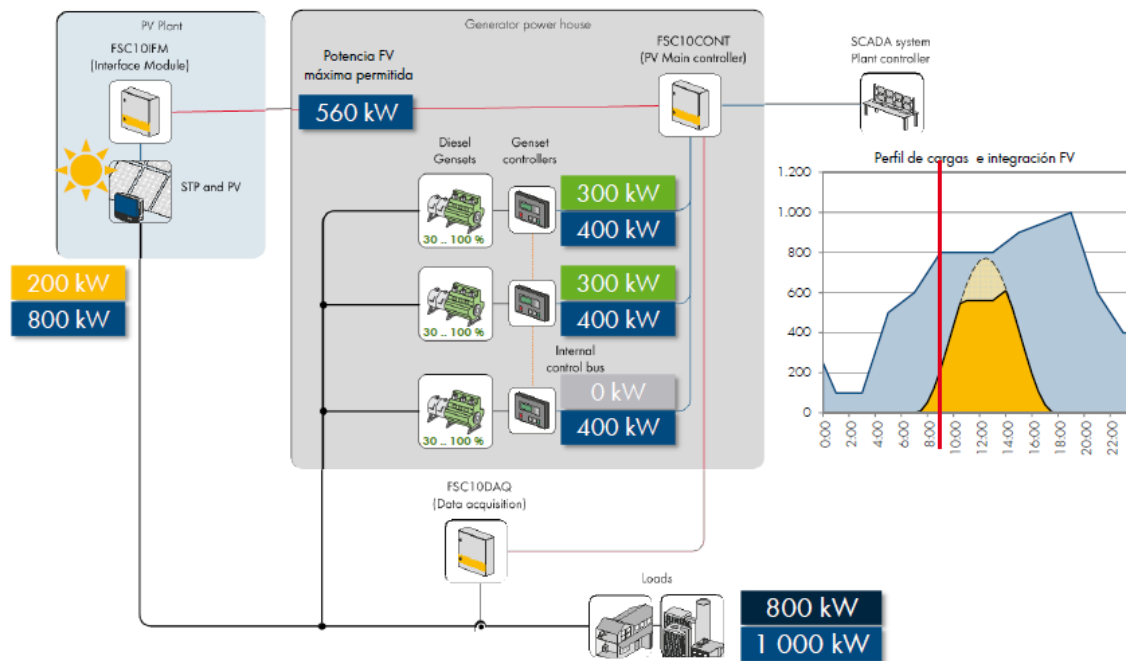 PV Plant
FSC10IFM
(Interface Module)
STP and PV
200 kW
800 kW
Generator power house
Potencia FV
máxima permitida
560 kW
FSC10CONT
(PV Main controller)
Diesel
Gensets
Genset
controllers
30 .. 100 %
300 kW
400 kW
30 .. 100 %
300 kW
400 kW
Internal
control bus
30 .. 100 %
0 kW
400 kW
SCADA system
Plant controller
Perfil de cargas e integración FV
1.200
1.000
800
600
400
200
0
0:00
2:00
4:00
6:00
8:00
10:00
12:00
14:00
16:00
18:00
20:00
22:00
FSC10DAQ
(Data acquisition)
Loads
800 kW
1 000 kW